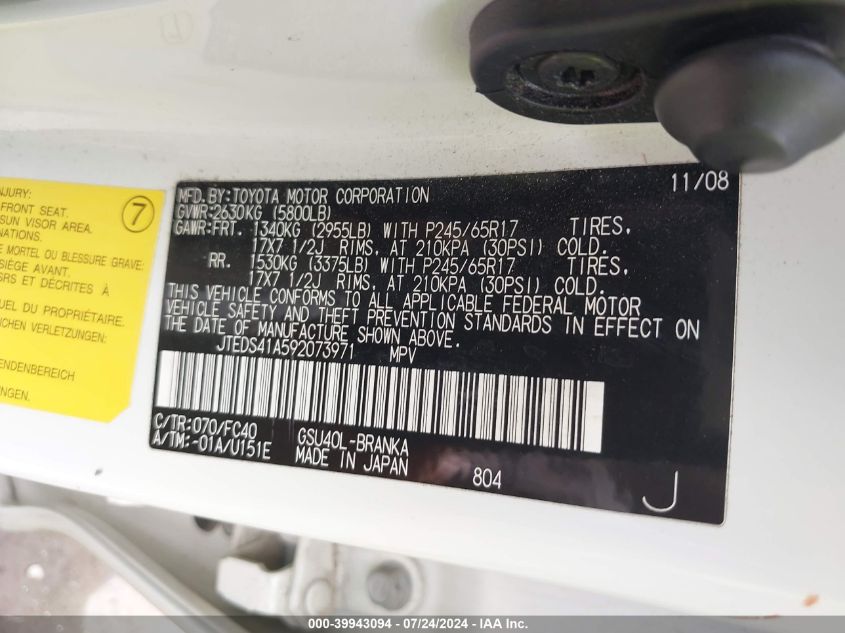 NJURY:
FRONT SEAT.
SUN VISOR AREA.
NATIONS.
E MORTEL OU BLESSURE GRAVE:
SIÈGE AVANT.
RS ET DÉCRITES À
UEL DU PROPRIÉTAIRE.
ICHEN VERLETZUNGEN:
ENDENBEREICH
UNGEN.
7
MFD.BY:TOYOTA MOTOR CORPORATION 11/08
GVWR:2630KG (5800LB)
GAWR:FRT. 1340KG (2955LB) WITH P245/65R17 TIRES,
17X7 1/2J RIMS, AT 210KPA (30PSI) COLD.
RR. 1530KG (3375LB) WITH P245/65R17 TIRES,
17X7 1/2J RIMS, AT 210KPA (30PSI) COLD.
THIS VEHICLE CONFORMS TO ALL APPLICABLE FEDERAL MOTOR
VEHICLE SAFETY AND THEFT PREVENTION STANDARDS IN EFFECT ON
THE DATE OF MANUFACTURE SHOWN ABOVE.
JTEDS41A592073971 MPV
C/TR:070/FC40 GSU40L-BRANKA
A/TM:-01A/U151E MADE IN JAPAN
804
J
000-39943094 - 07/24/2024 - IAA Inc.